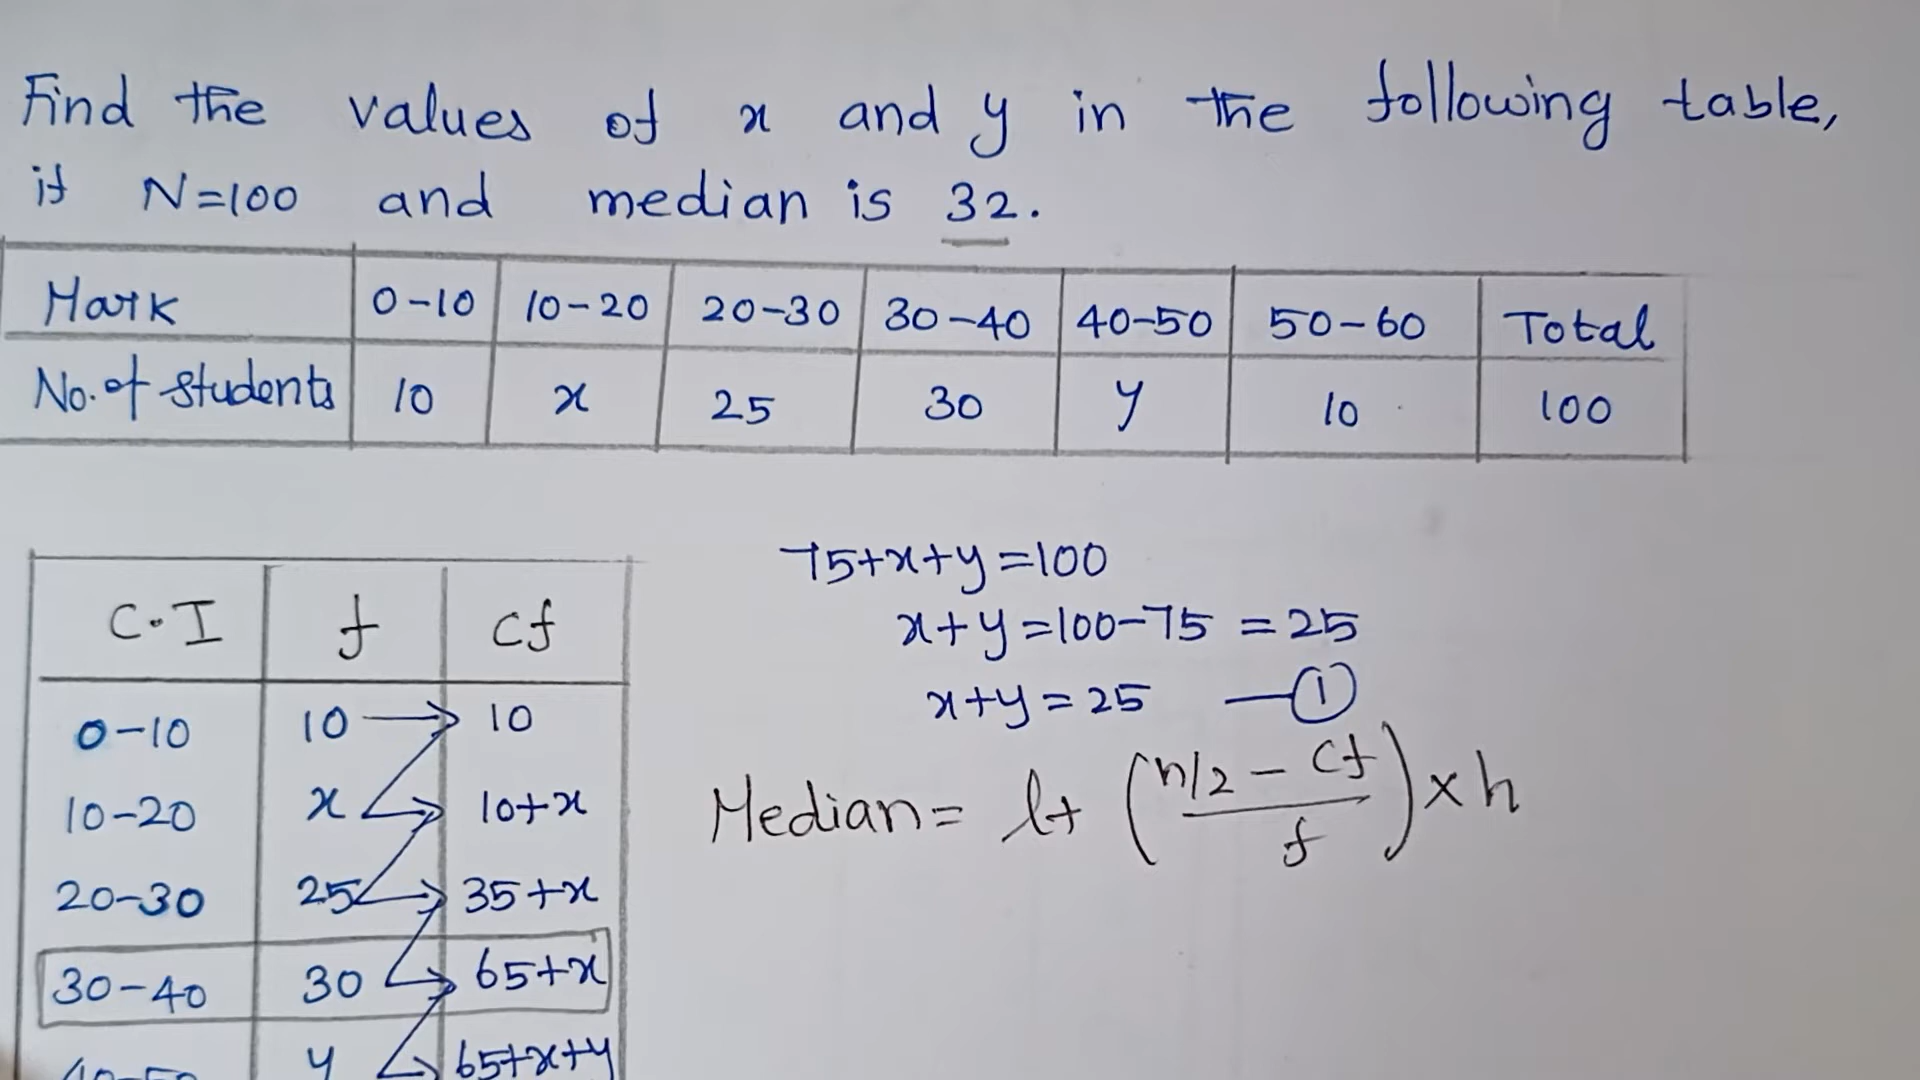 Find the values of x and y in the following table,
if N=100 and median is 32.
Mark 0-10 10-20 20-30 30-40 40-50 50-60 Total
No. of students 10 x 25 30 y 10 100
75+x+y=100
x+y=100-75 = 25
x+y=25 —①
Median= l+ (n/2 - cf / f) × h
C.I f cf
0-10 10 10
10-20 x 10+x
20-30 25 35+x
30-40 30 65+x
40-50 y 65+x+y